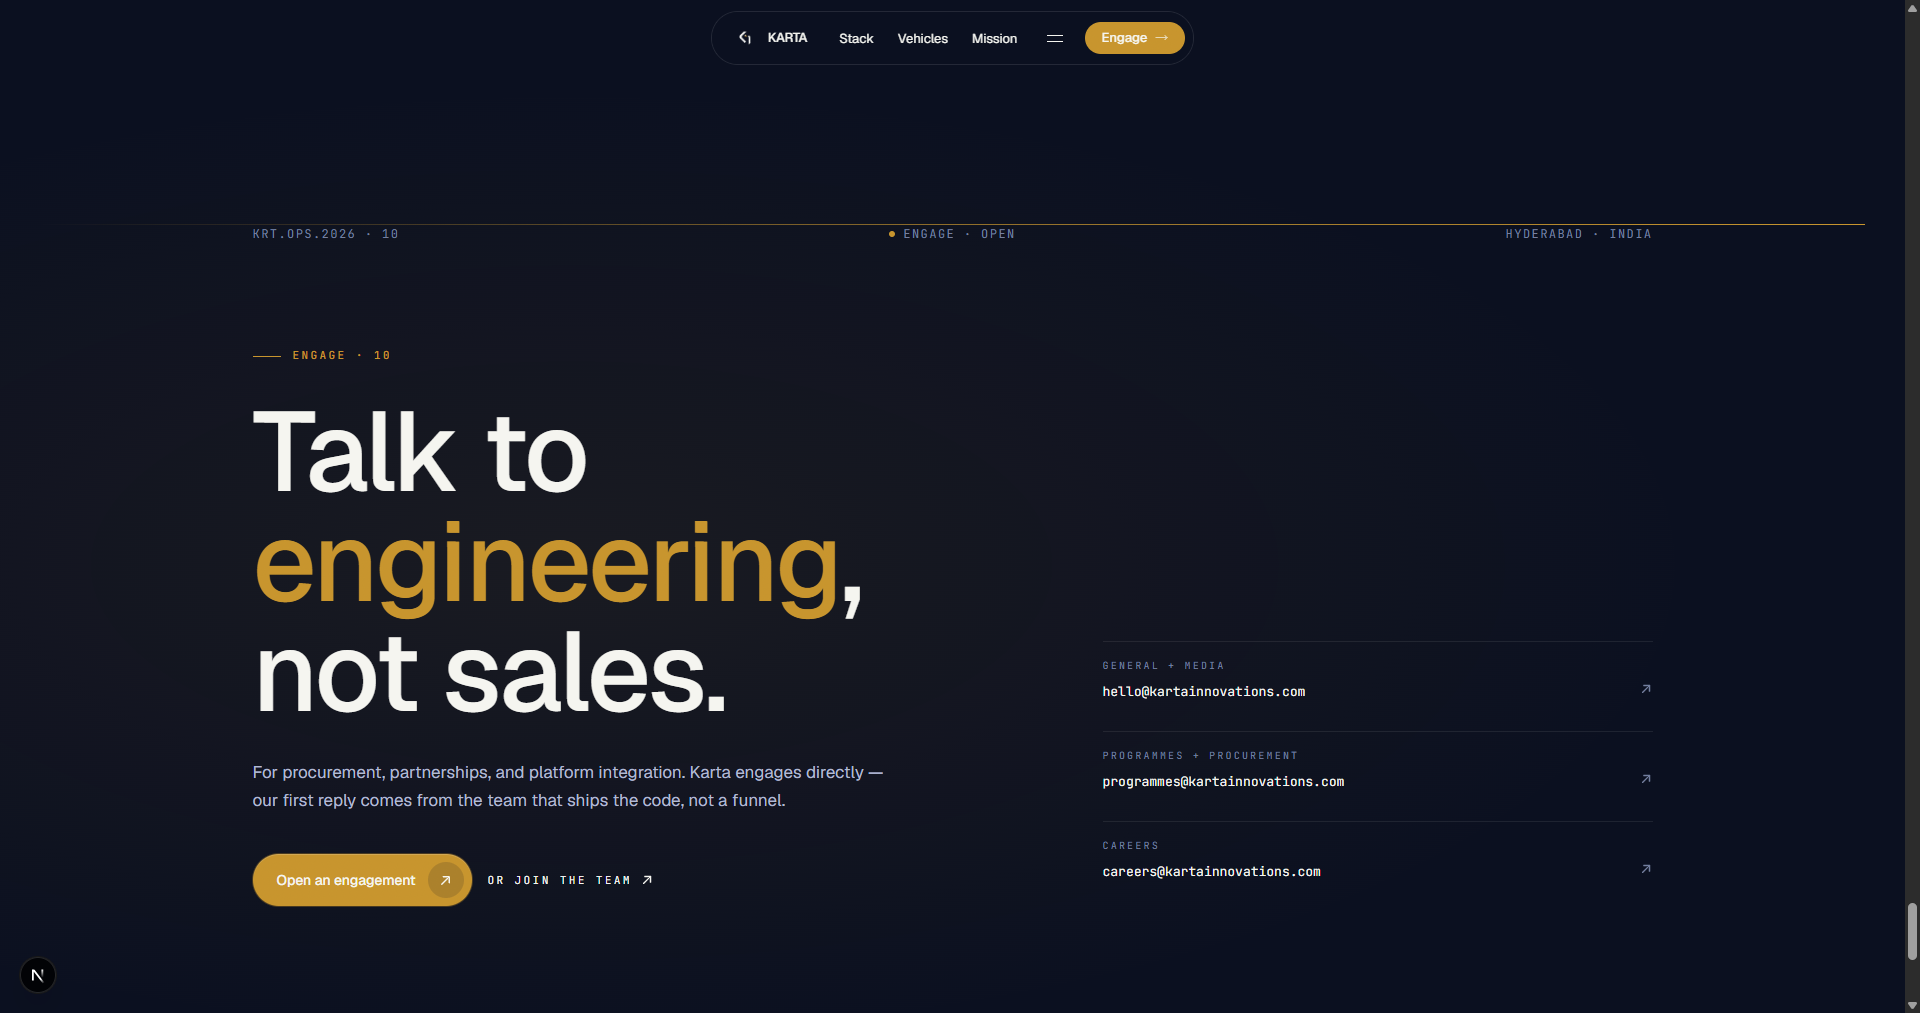 KARTA
Stack
Vehicles
Mission
Engage →
KRT.OPS.2026 · 10
ENGAGE · OPEN
HYDERABAD · INDIA
ENGAGE · 10
Talk to
engineering,
not sales.
For procurement, partnerships, and platform integration. Karta engages directly —
our first reply comes from the team that ships the code, not a funnel.
Open an engagement ↗
OR JOIN THE TEAM ↗
GENERAL + MEDIA
hello@kartainnovations.com ↗
PROGRAMMES + PROCUREMENT
programmes@kartainnovations.com ↗
CAREERS
careers@kartainnovations.com ↗
N